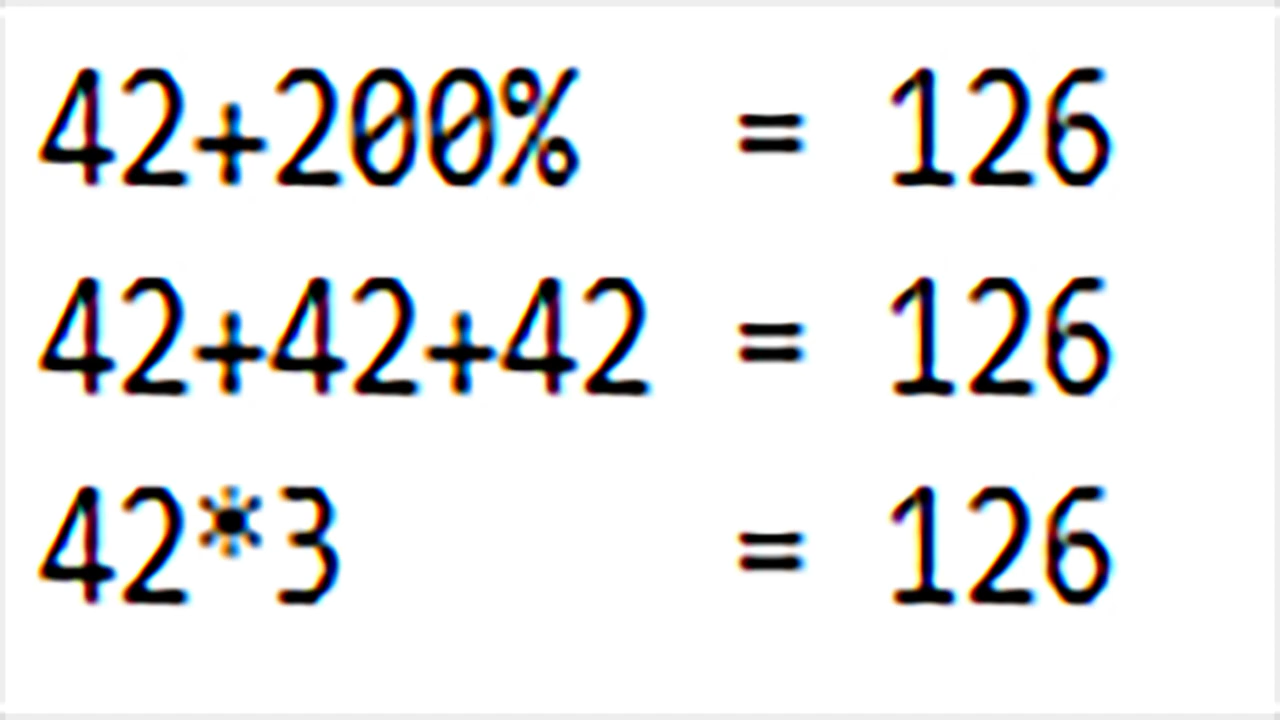 42+200% = 126
42+42+42 = 126
42*3 = 126